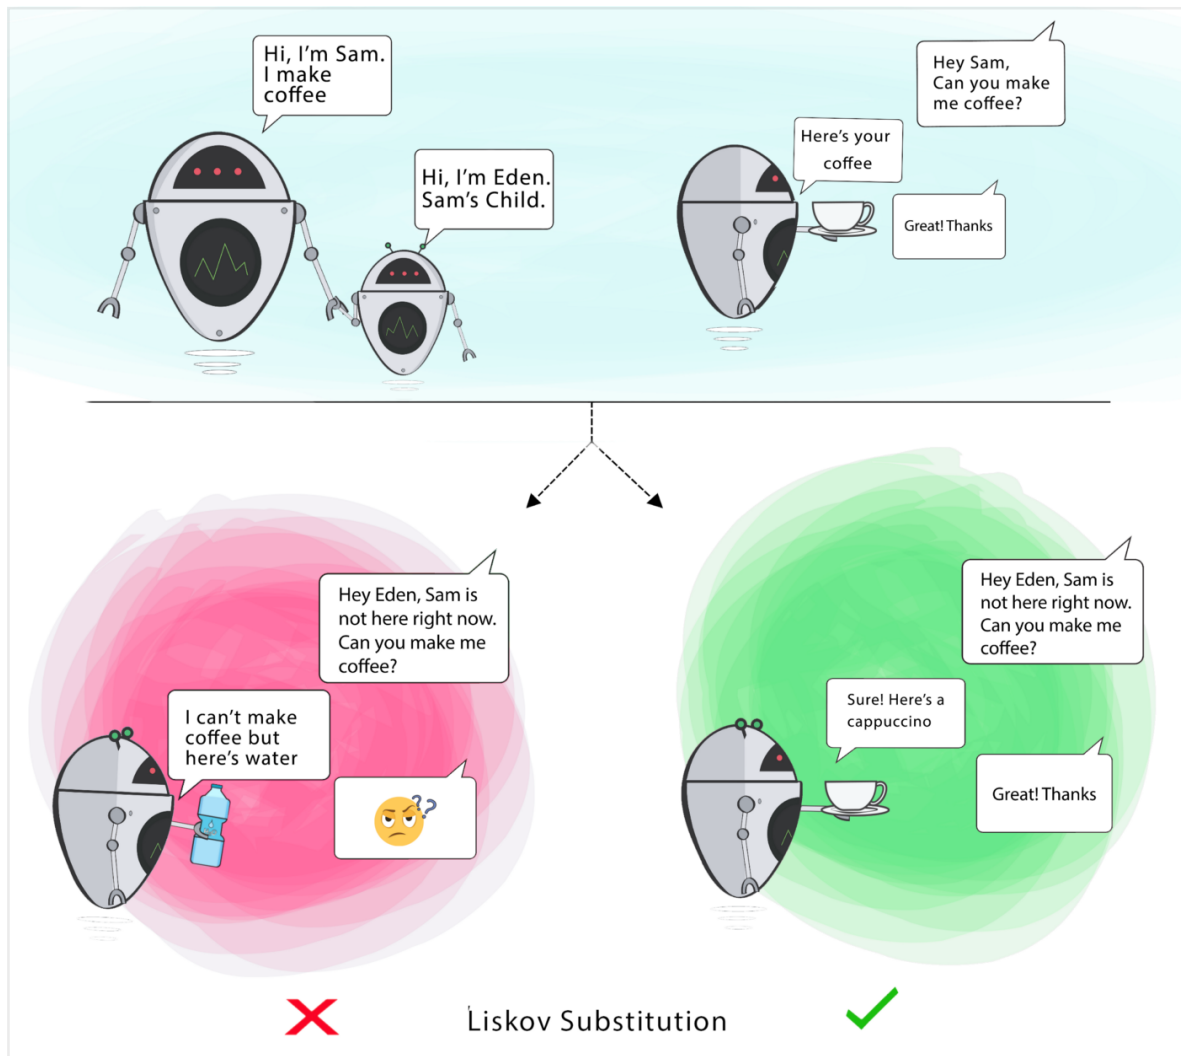 Hi, I'm Sam.
I make
coffee
Hi, I'm Eden.
Sam's Child.
Hey Sam,
Can you make
me coffee?
Here's your
coffee
Great! Thanks
Hey Eden, Sam is
not here right now.
Can you make me
coffee?
I can't make
coffee but
here's water
??
Hey Eden, Sam is
not here right now.
Can you make me
coffee?
Sure! Here's a
cappuccino
Great! Thanks
Liskov Substitution